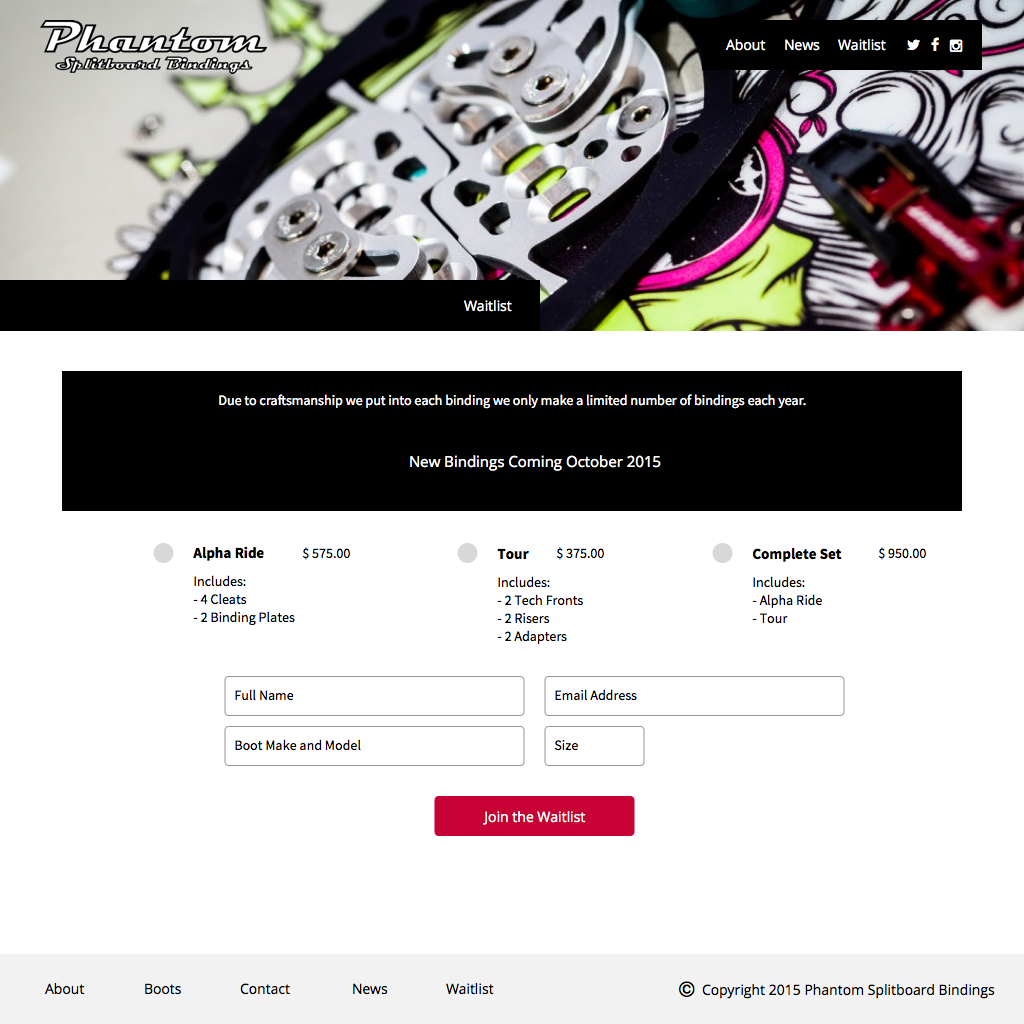 Phantom
Splitboard Bindings
About News Waitlist
Waitlist
Due to craftsmanship we put into each binding we only make a limited number of bindings each year.
New Bindings Coming October 2015
Alpha Ride $ 575.00
Includes:
- 4 Cleats
- 2 Binding Plates
Tour $ 375.00
Includes:
- 2 Tech Fronts
- 2 Risers
- 2 Adapters
Complete Set $ 950.00
Includes:
- Alpha Ride
- Tour
Full Name
Email Address
Boot Make and Model
Size
Join the Waitlist
About Boots Contact News Waitlist
© Copyright 2015 Phantom Splitboard Bindings